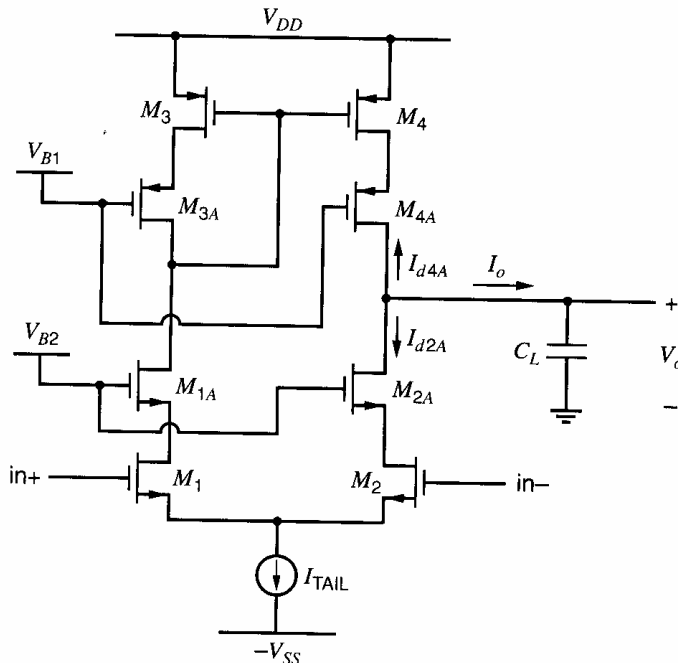 V_DD
M_3
M_4
V_B1
M_3A
M_4A
I_d4A
I_o
+
V_B2
I_d2A
C_L
M_1A
M_2A
−
in+
M_1
M_2
in−
I_TAIL
−V_SS